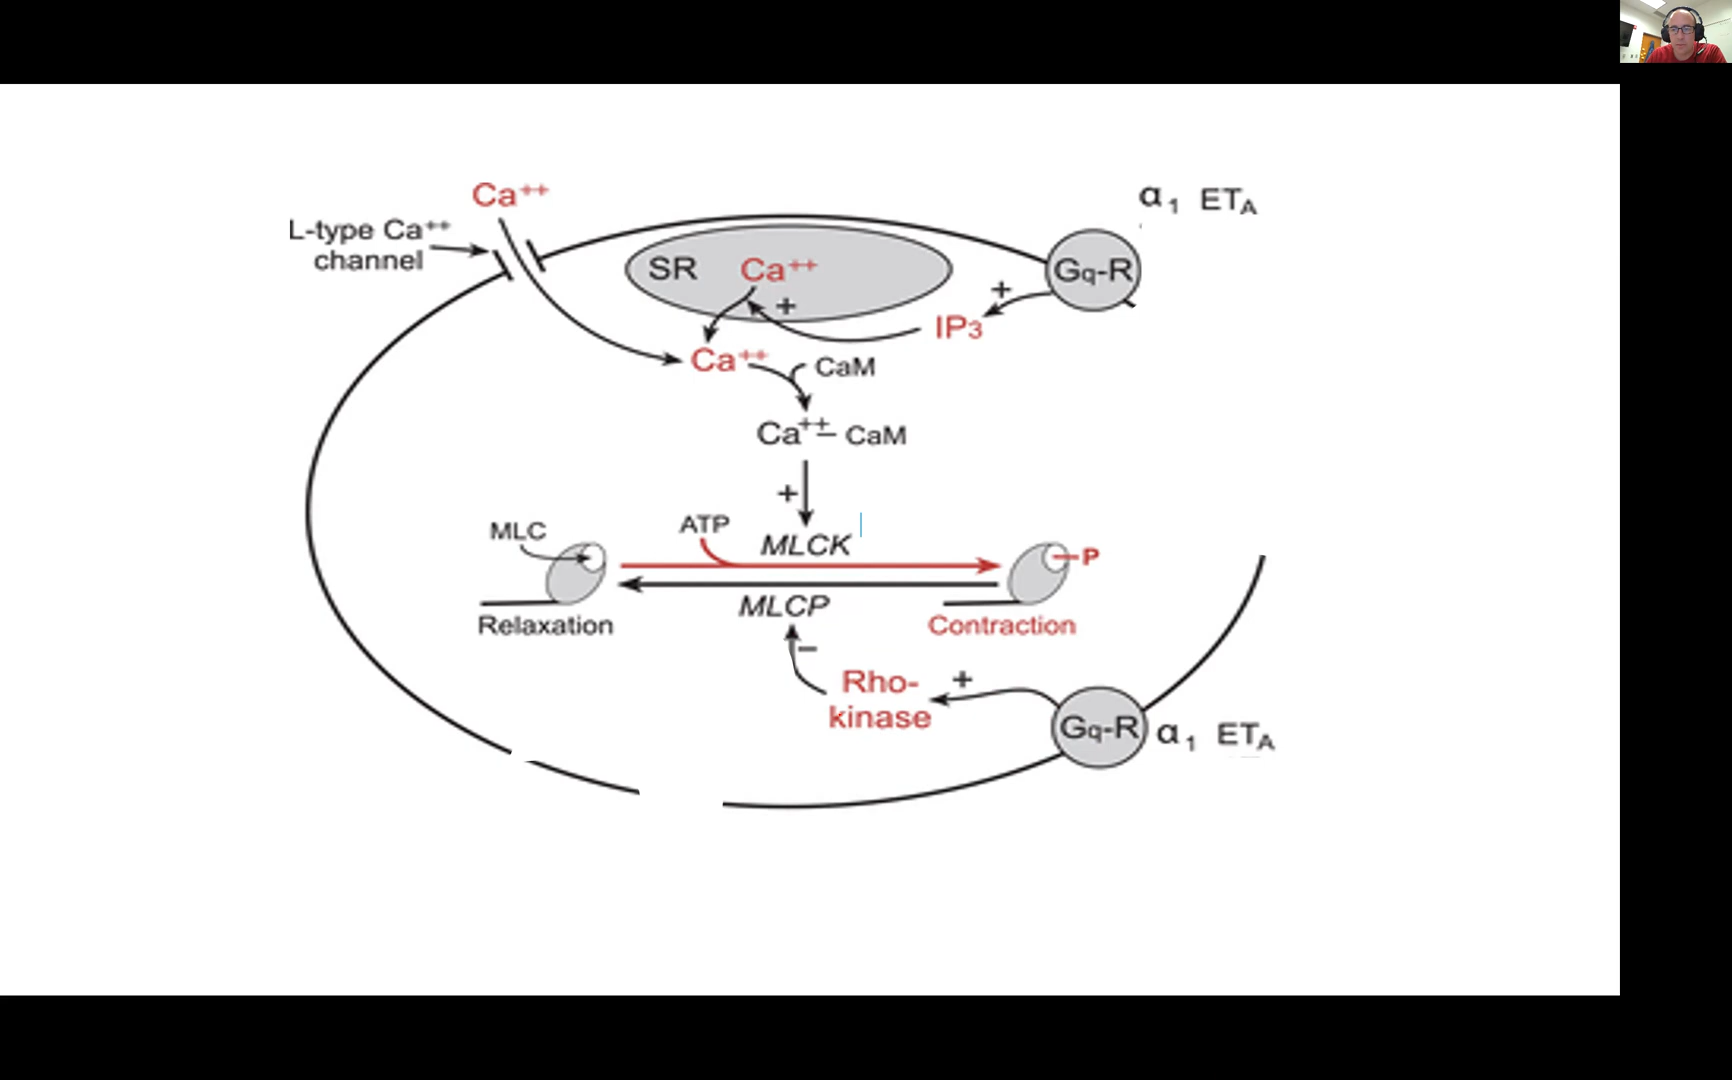 Ca⁺⁺
α₁ ETA
L-type Ca⁺⁺
channel
SR Ca⁺⁺
+
Gq-R
+
IP₃
Ca⁺⁺
CaM
Ca⁺⁺– CaM
+
MLC
ATP
MLCK
P
MLCP
Relaxation
Contraction
–
Rho-
kinase
+
Gq-R
α₁ ETA